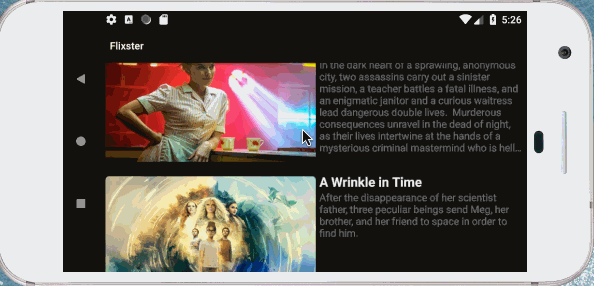 5:26
Flixster
in the dark heart of a sprawling, anonymous
city, two assassins carry out a sinister
mission, a teacher battles a fatal illness, and
an enigmatic janitor and a curious waitress
lead dangerous double lives. Murderous
consequences unravel in the dead of night,
as their lives intertwine at the hands of a
mysterious criminal mastermind who is hell…
A Wrinkle in Time
After the disappearance of her scientist
father, three peculiar beings send Meg, her
brother, and her friend to space in order to
find him.